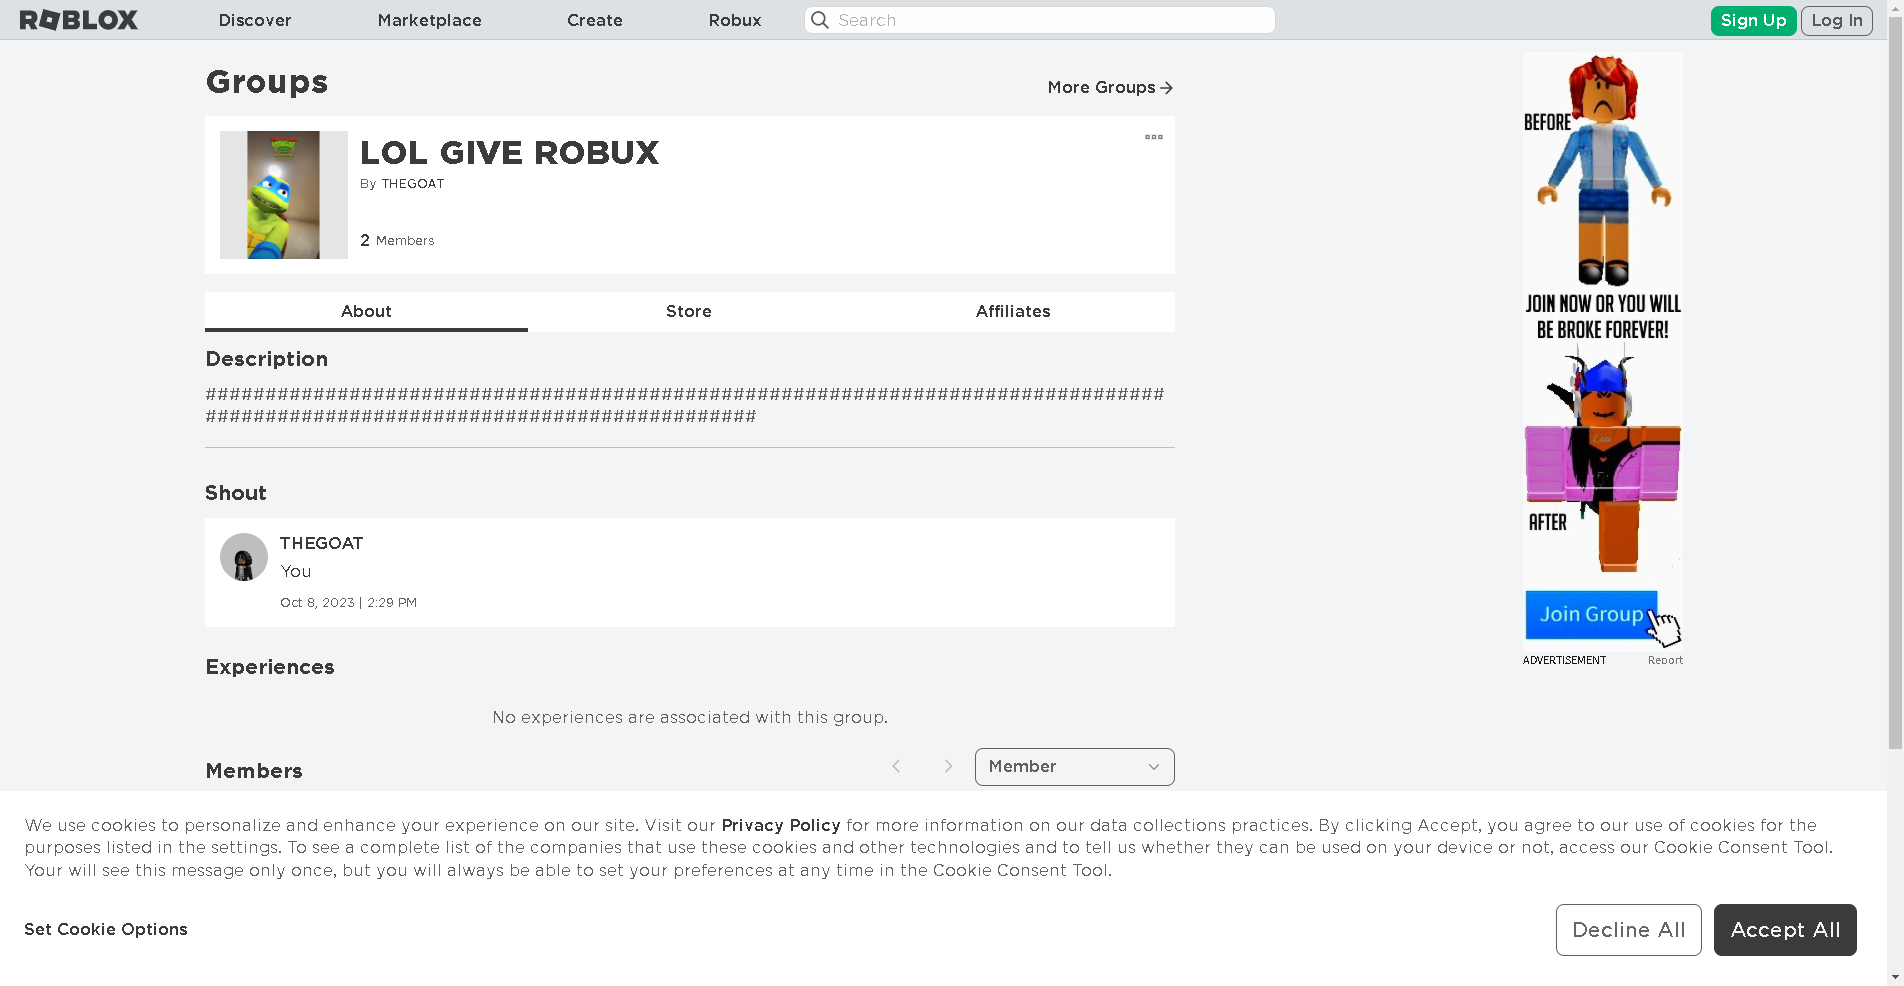 ROBLOX
Discover
Marketplace
Create
Robux
Search
Sign Up
Log In
Groups
More Groups
LOL GIVE ROBUX
By THEGOAT
2 Members
About
Store
Affiliates
Description
################################################################################
##############################################
Shout
THEGOAT
You
Oct 8, 2023 | 2:29 PM
Experiences
No experiences are associated with this group.
Members
Member
BEFORE
JOIN NOW OR YOU WILL
BE BROKE FOREVER!
AFTER
Join Group
ADVERTISEMENT
Report
We use cookies to personalize and enhance your experience on our site. Visit our Privacy Policy for more information on our data collections practices. By clicking Accept, you agree to our use of cookies for the
purposes listed in the settings. To see a complete list of the companies that use these cookies and other technologies and to tell us whether they can be used on your device or not, access our Cookie Consent Tool.
Your will see this message only once, but you will always be able to set your preferences at any time in the Cookie Consent Tool.
Set Cookie Options
Decline All
Accept All